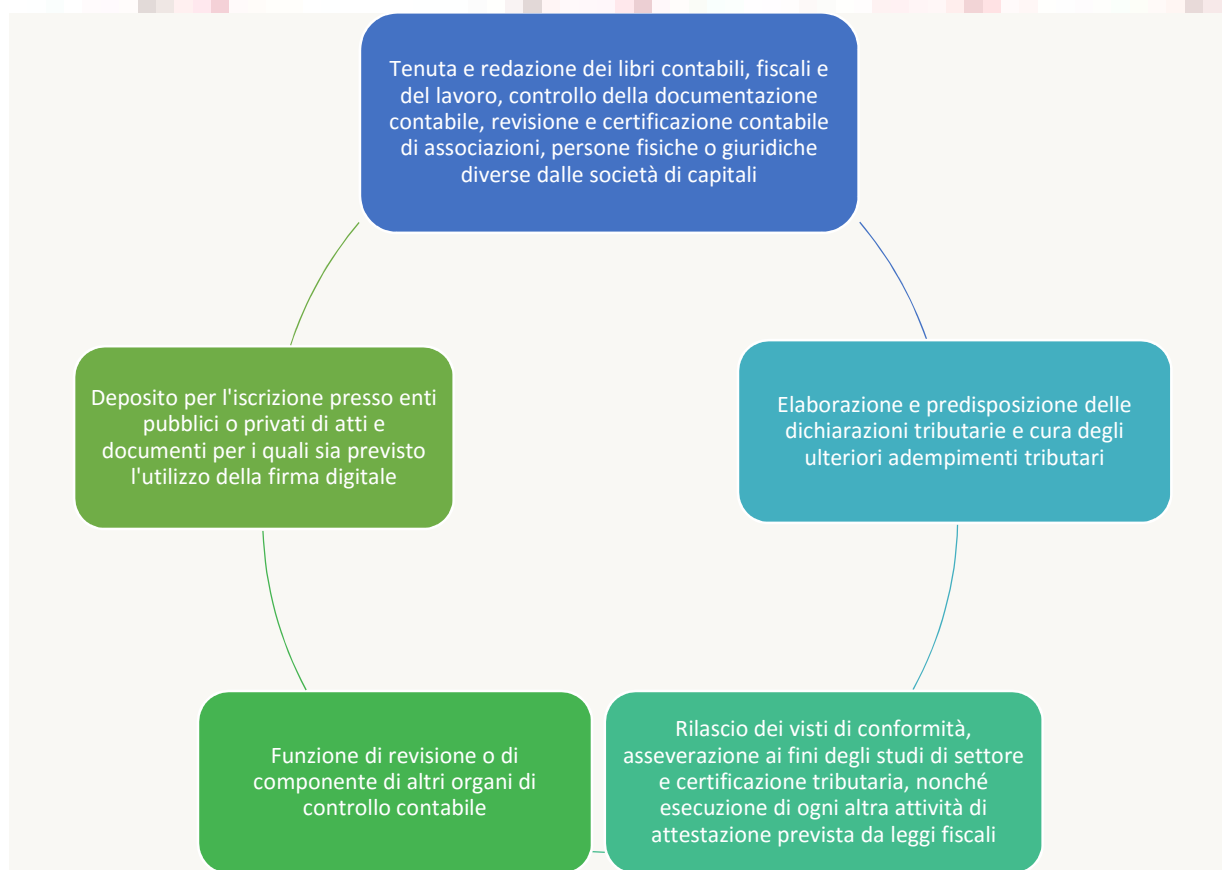 Tenuta e redazione dei libri contabili, fiscali e
del lavoro, controllo della documentazione
contabile, revisione e certificazione contabile
di associazioni, persone fisiche o giuridiche
diverse dalle società di capitali
Elaborazione e predisposizione delle
dichiarazioni tributarie e cura degli
ulteriori adempimenti tributari
Rilascio dei visti di conformità,
asseverazione ai fini degli studi di settore
e certificazione tributaria, nonché
esecuzione di ogni altra attività di
attestazione prevista da leggi fiscali
Funzione di revisione o di
componente di altri organi di
controllo contabile
Deposito per l'iscrizione presso enti
pubblici o privati di atti e
documenti per i quali sia previsto
l'utilizzo della firma digitale